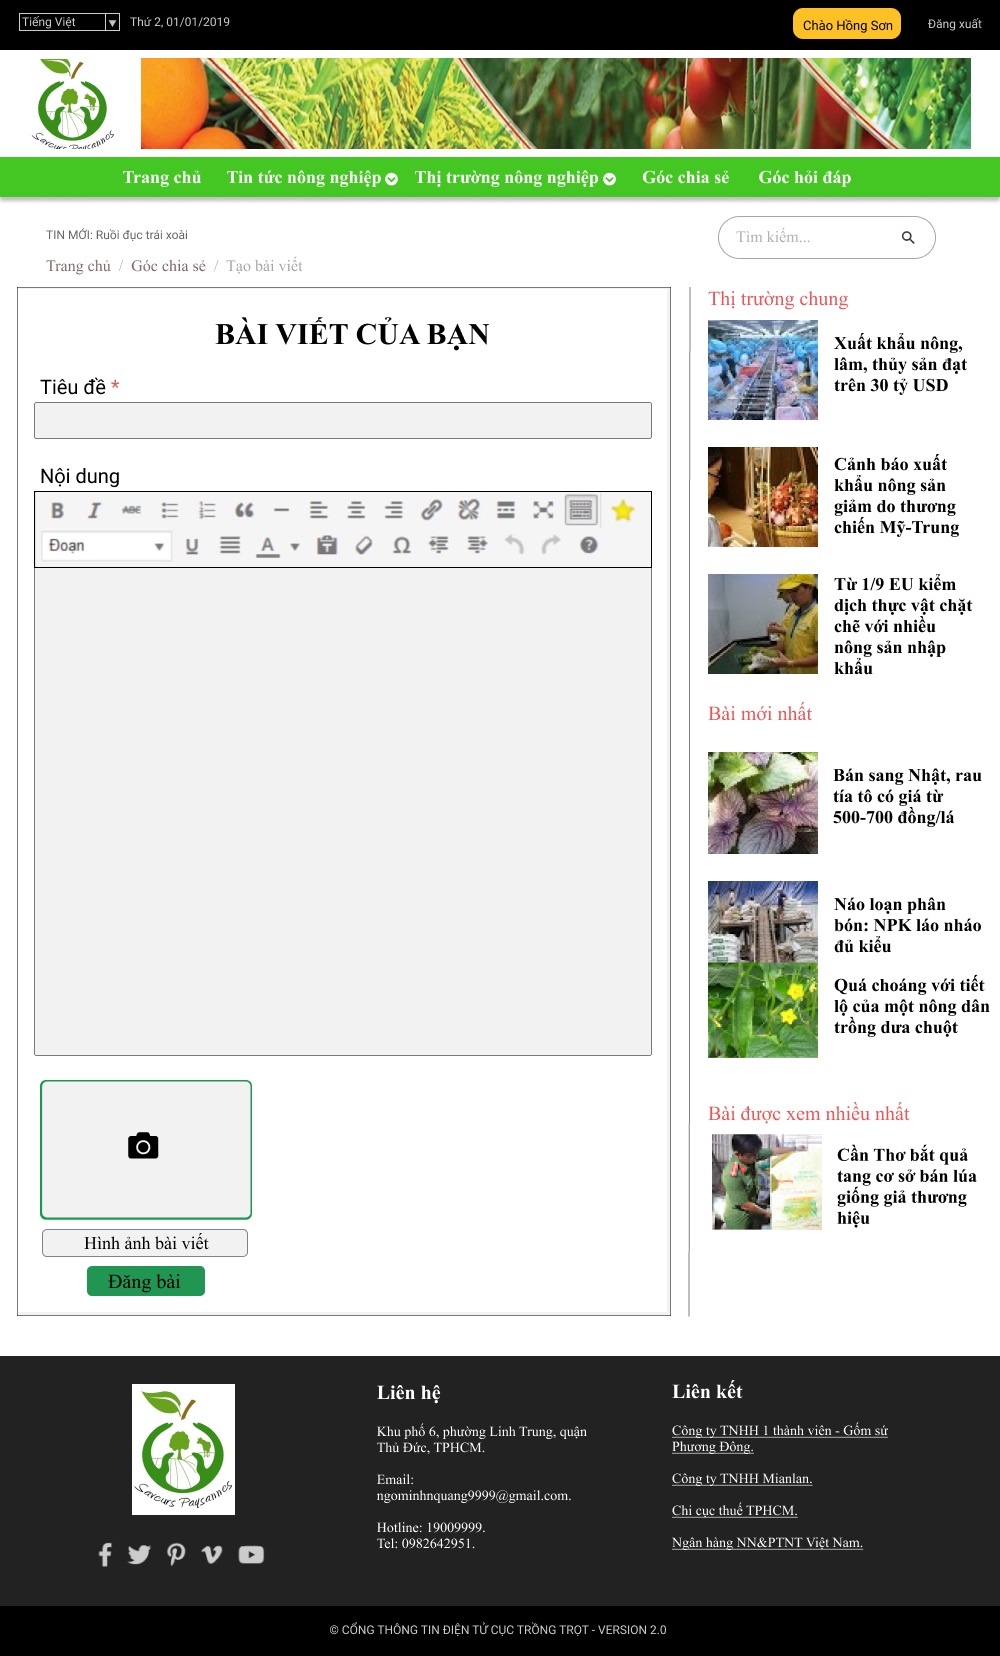 Tiếng Việt
Thứ 2, 01/01/2019
Chào Hồng Sơn
Đăng xuất
Saveurs Paysannes
Trang chủ
Tin tức nông nghiệp
Thị trường nông nghiệp
Góc chia sẻ
Góc hỏi đáp
TIN MỚI: Ruồi đục trái xoài
Tìm kiếm...
Trang chủ / Góc chia sẻ / Tạo bài viết
BÀI VIẾT CỦA BẠN
Tiêu đề *
Nội dung
B I ABC
Đoạn
U A
Hình ảnh bài viết
Đăng bài
Thị trường chung
Xuất khẩu nông,
lâm, thủy sản đạt
trên 30 tỷ USD
Cảnh báo xuất
khẩu nông sản
giảm do thương
chiến Mỹ-Trung
Từ 1/9 EU kiểm
dịch thực vật chặt
chẽ với nhiều
nông sản nhập
khẩu
Bài mới nhất
Bán sang Nhật, rau
tía tô có giá từ
500-700 đồng/lá
Náo loạn phân
bón: NPK láo nháo
đủ kiểu
Quá choáng với tiết
lộ của một nông dân
trồng dưa chuột
Bài được xem nhiều nhất
Cần Thơ bắt quả
tang cơ sở bán lúa
giống giả thương
hiệu
Saveurs Paysannes
Liên hệ
Khu phố 6, phường Linh Trung, quận
Thủ Đức, TPHCM.
Email:
ngominhnquang9999@gmail.com.
Hotline: 19009999.
Tel: 0982642951.
Liên kết
Công ty TNHH 1 thành viên - Gốm sứ
Phương Đông.
Công ty TNHH Mianlan.
Chi cục thuế TPHCM.
Ngân hàng NN&PTNT Việt Nam.
© CỔNG THÔNG TIN ĐIỆN TỬ CỤC TRỒNG TRỌT - VERSION 2.0